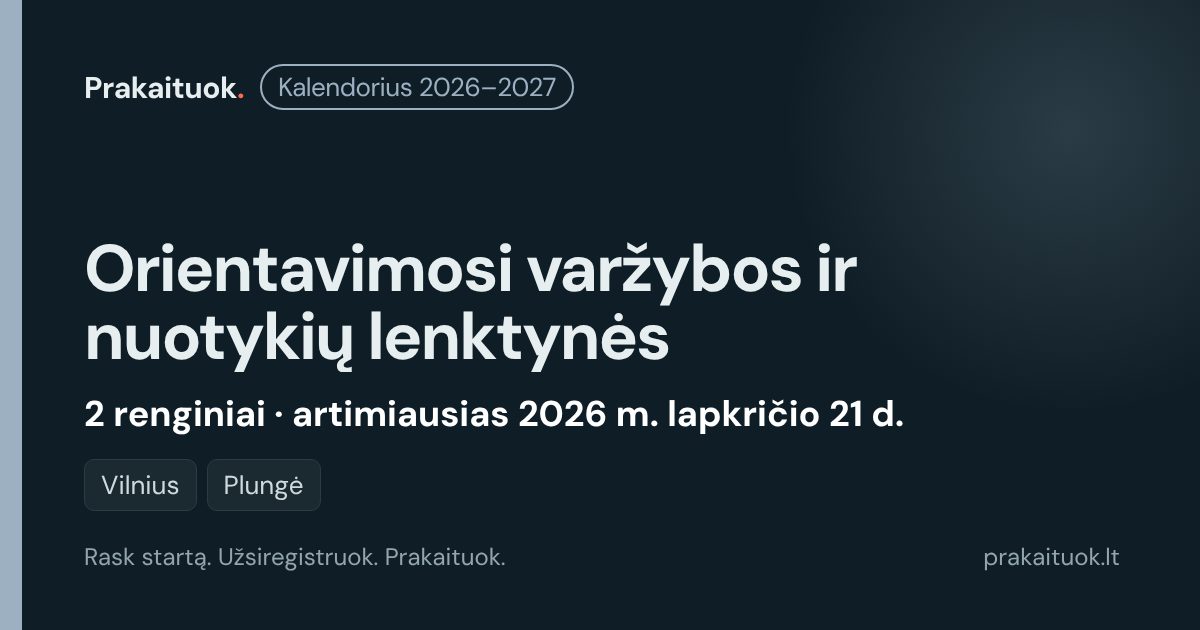 Prakaituok.
Kalendorius 2026–2027
Orientavimosi varžybos ir
nuotykių lenktynės
2 renginiai · artimiausias 2026 m. lapkričio 21 d.
Vilnius
Plungė
Rask startą. Užsiregistruok. Prakaituok.
prakaituok.lt